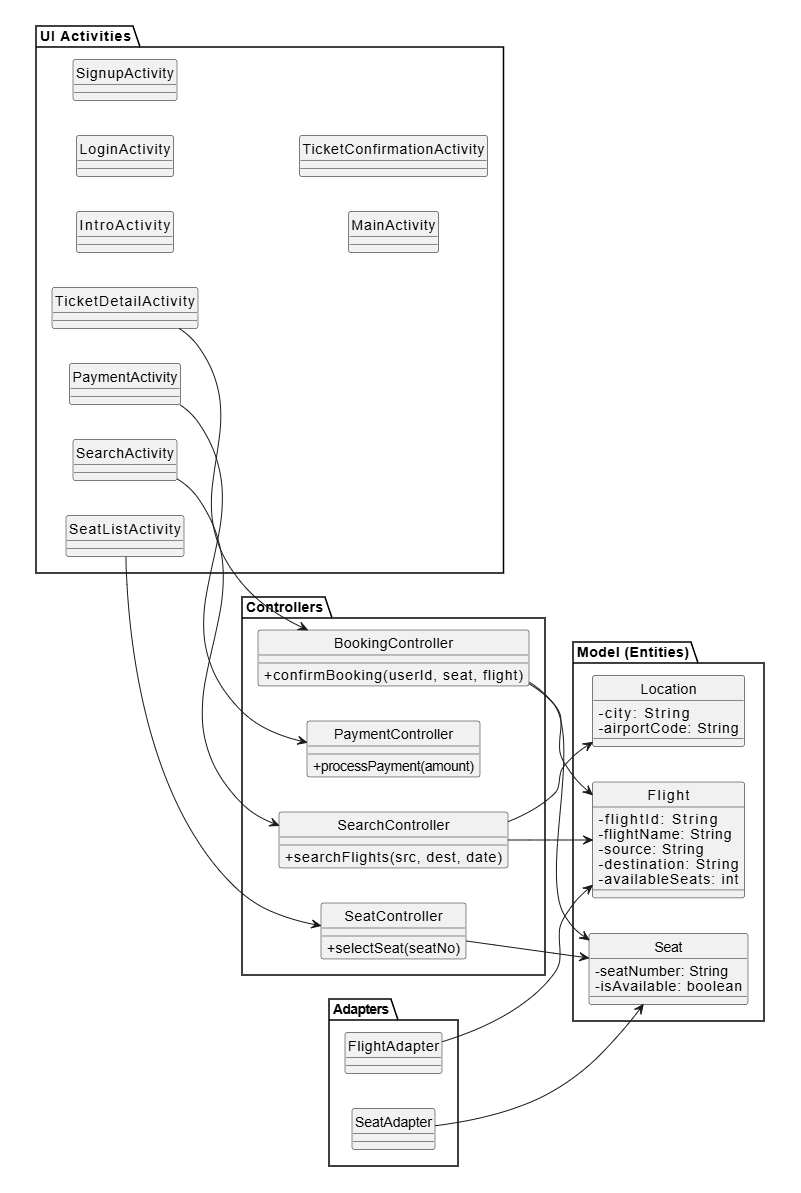 UI Activities
SignupActivity
LoginActivity
TicketConfirmationActivity
IntroActivity
MainActivity
TicketDetailActivity
PaymentActivity
SearchActivity
SeatListActivity
Controllers
BookingController
+confirmBooking(userId, seat, flight)
PaymentController
+processPayment(amount)
SearchController
+searchFlights(src, dest, date)
SeatController
+selectSeat(seatNo)
Model (Entities)
Location
-city: String
-airportCode: String
Flight
-flightId: String
-flightName: String
-source: String
-destination: String
-availableSeats: int
Seat
-seatNumber: String
-isAvailable: boolean
Adapters
FlightAdapter
SeatAdapter